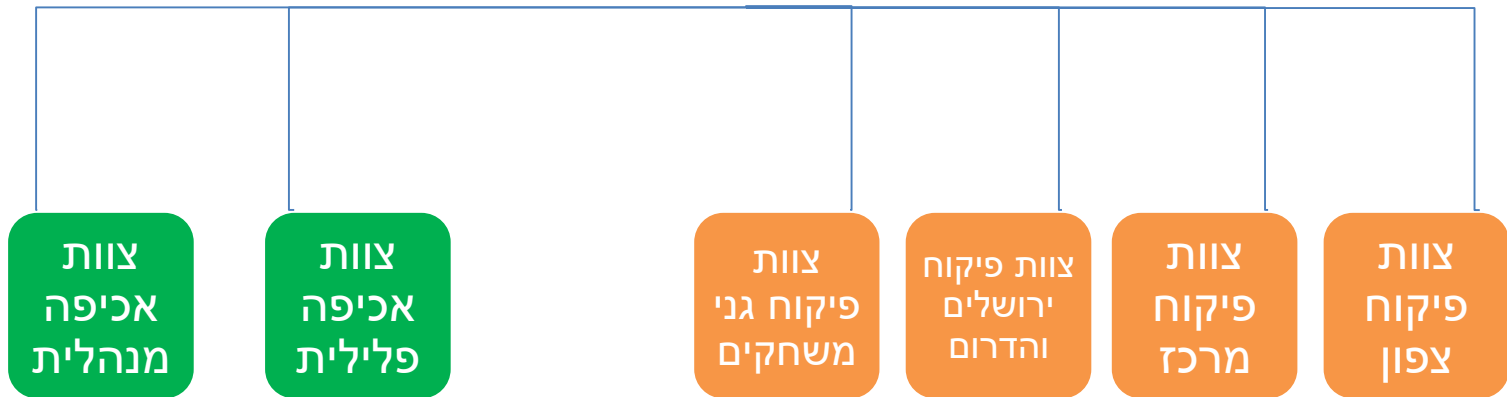 צוות
פיקוח
צפון
צוות
פיקוח
מרכז
צוות פיקוח
ירושלים
והדרום
צוות
פיקוח גני
משחקים
צוות
אכיפה
פלילית
צוות
אכיפה
מנהלית